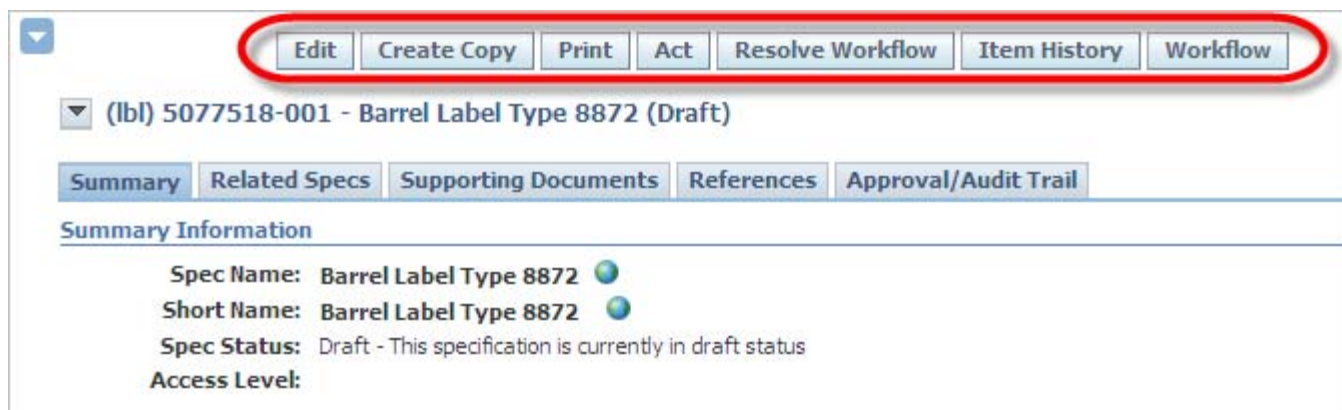 Edit Create Copy Print Act Resolve Workflow Item History Workflow
(lbl) 5077518-001 - Barrel Label Type 8872 (Draft)
Summary Related Specs Supporting Documents References Approval/Audit Trail
Summary Information
Spec Name: Barrel Label Type 8872
Short Name: Barrel Label Type 8872
Spec Status: Draft - This specification is currently in draft status
Access Level: